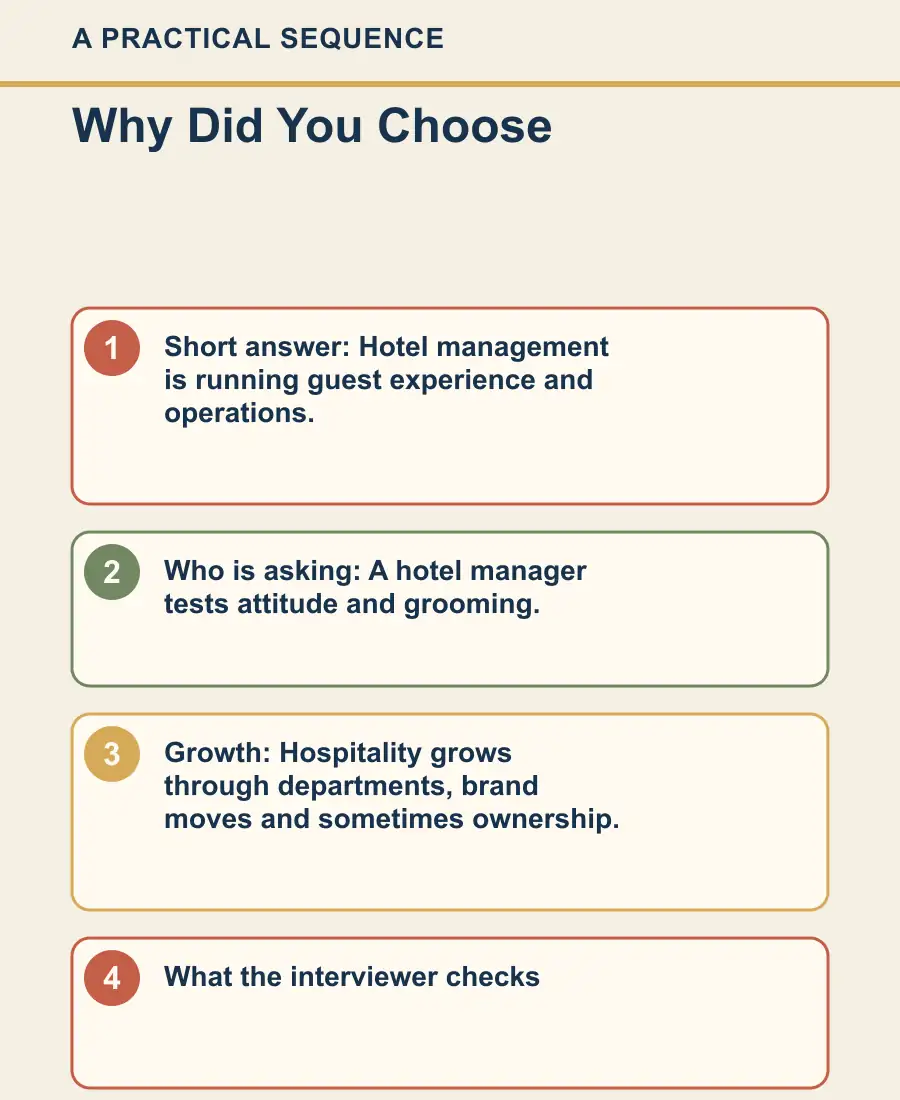 A PRACTICAL SEQUENCE
Why Did You Choose
1
Short answer: Hotel management
is running guest experience and
operations.
2
Who is asking: A hotel manager
tests attitude and grooming.
3
Growth: Hospitality grows
through departments, brand
moves and sometimes ownership.
4
What the interviewer checks